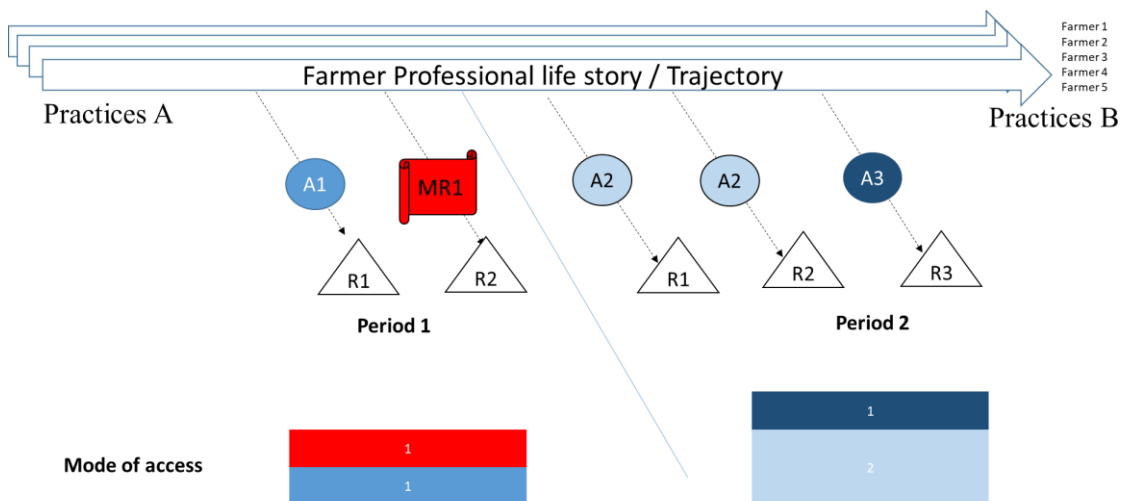 Farmer 1
Farmer 2
Farmer 3
Farmer 4
Farmer 5
Farmer Professional life story / Trajectory
Practices A
Practices B
A1
MR1
A2
A2
A3
R1
R2
R1
R2
R3
Period 1
Period 2
Mode of access
1
1
1
2